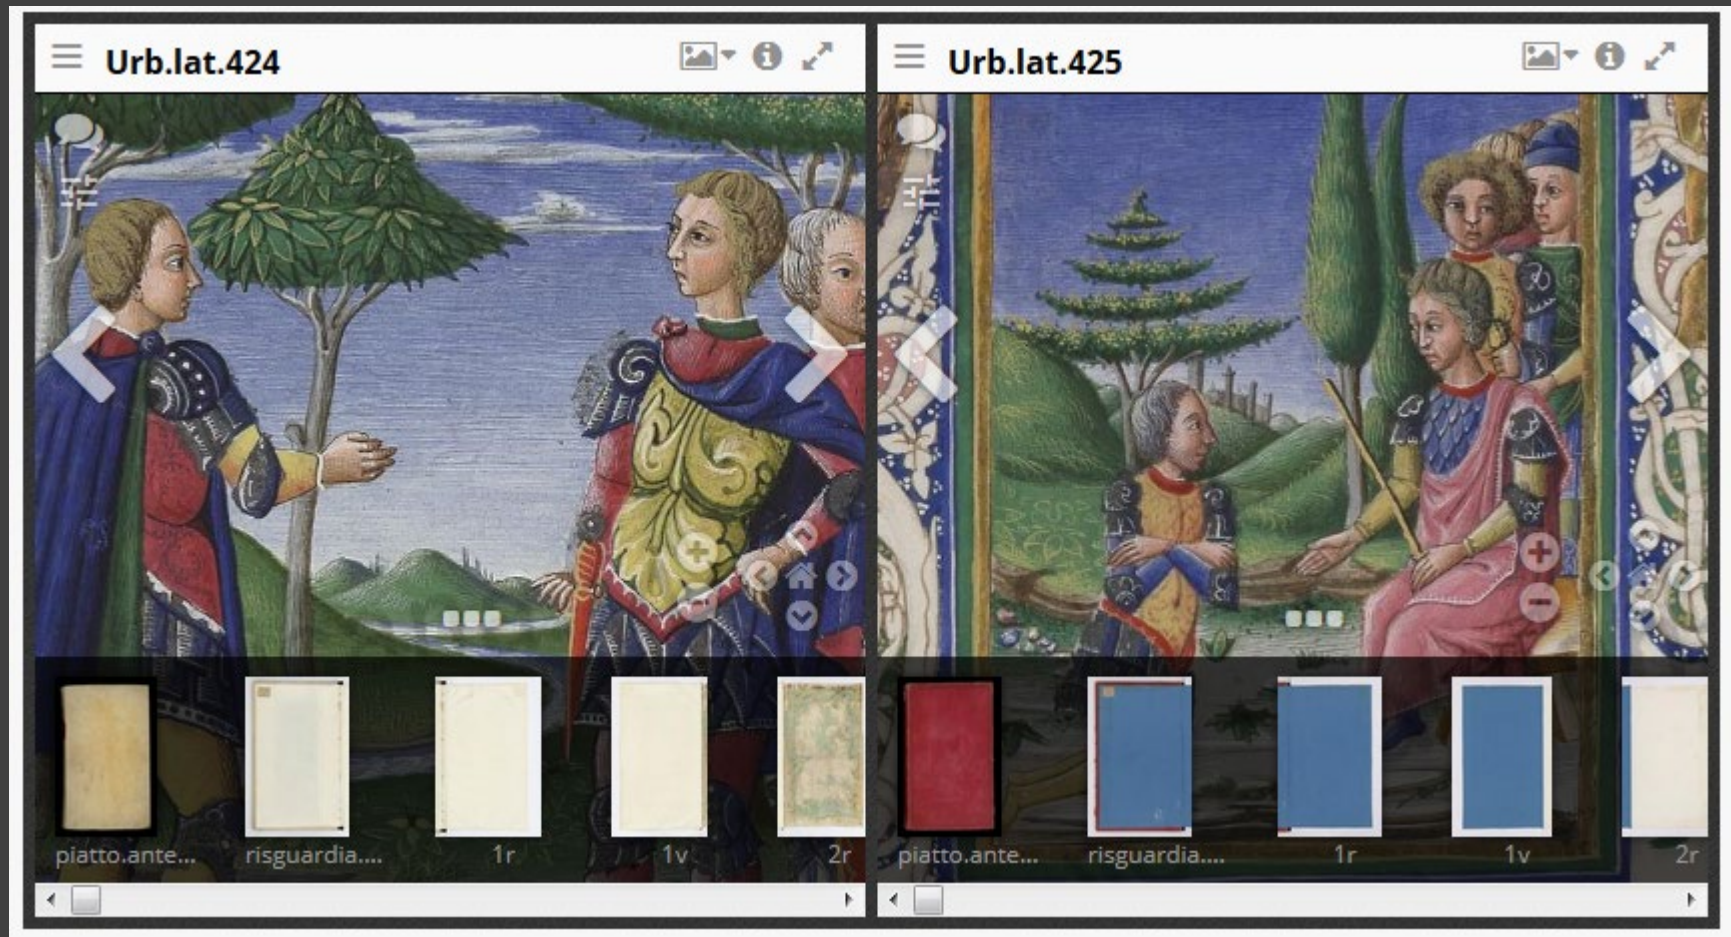 Urb.lat.424
piatto.ante...
risguardia....
1r
1v
2r
Urb.lat.425
piatto.ante...
risguardia....
1r
1v
2r